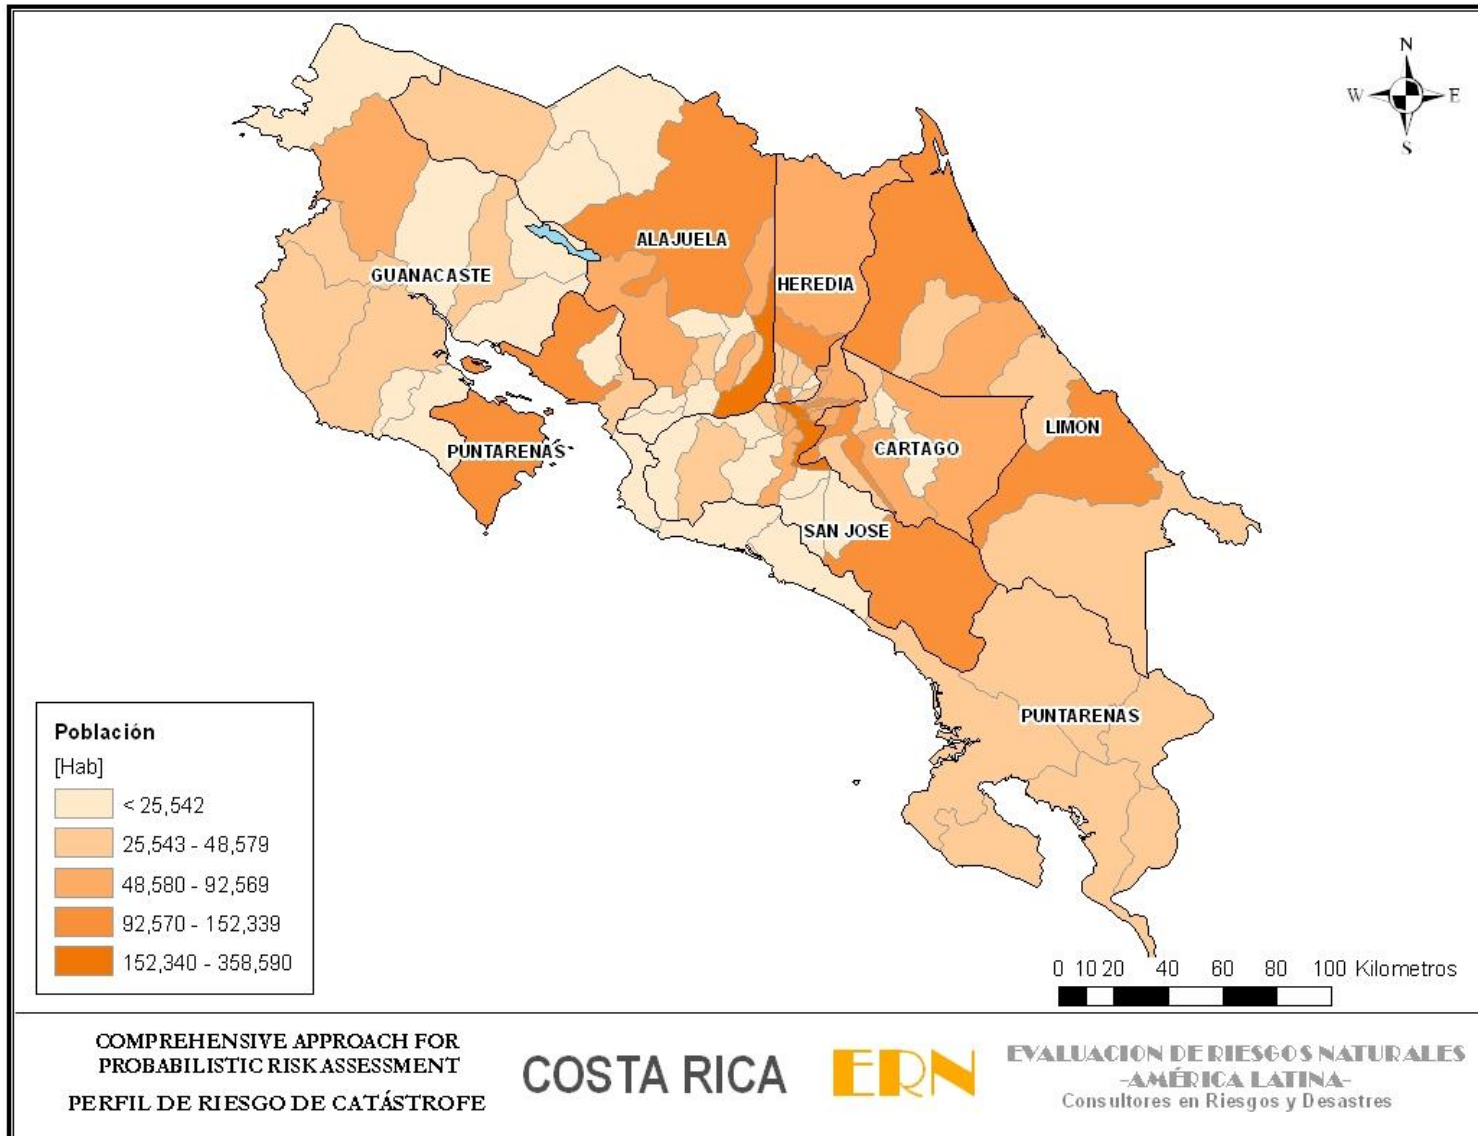 N
W E
S
ALAJUELA
HEREDIA
GUANACASTE
LIMON
PUNTARENAS
CARTAGO
SAN JOSE
PUNTARENAS
Población
[Hab]
< 25,542
25,543 - 48,579
48,580 - 92,569
92,570 - 152,339
152,340 - 358,590
0 10 20 40 60 80 100 Kilometros
COMPREHENSIVE APPROACH FOR
PROBABILISTIC RISK ASSESSMENT
PERFIL DE RIESGO DE CATÁSTROFE
COSTA RICA
ERN
EVALUACION DE RIESGOS NATURALES
-AMÉRICA LATINA-
Consultores en Riesgos y Desastres